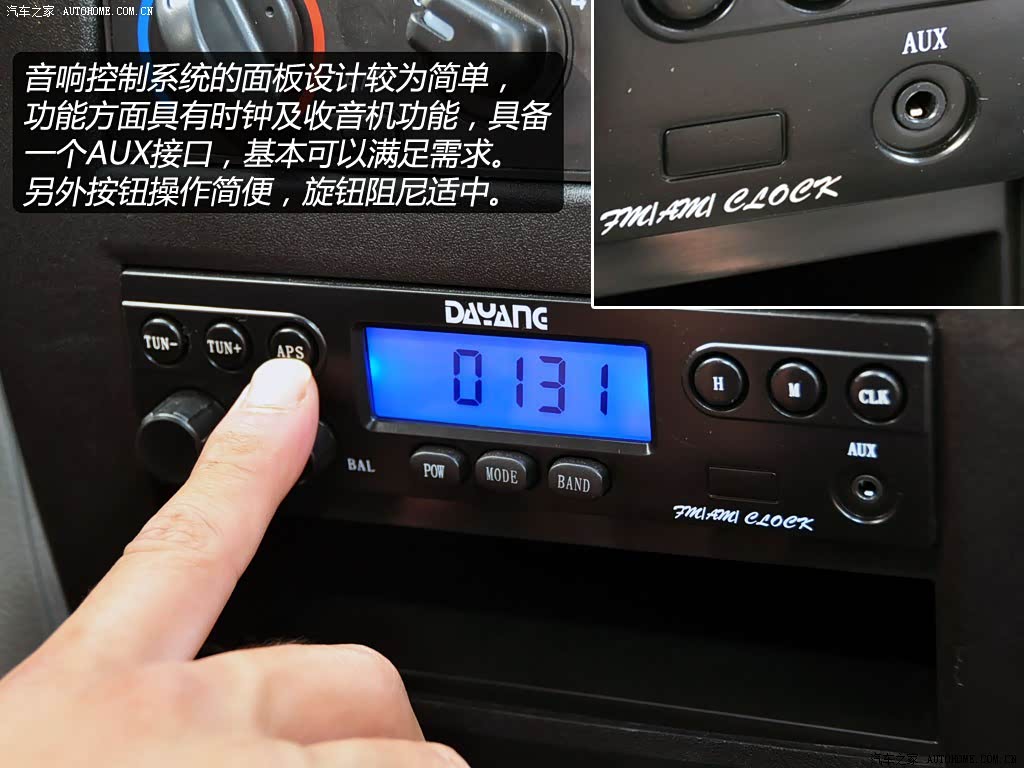 汽车之家 AUTOHOME.COM.CN
音响控制系统的面板设计较为简单，
功能方面具有时钟及收音机功能，具备
一个AUX接口，基本可以满足需求。
另外按钮操作简便，旋钮阻尼适中。
4
AUX
FM|AM| CLOCK
DAYANG
TUN- TUN+ APS
0131
H M CLK
BAL
POW MODE BAND
AUX
FM|AM| CLOCK
汽车之家 AUTOHOME.COM.CN